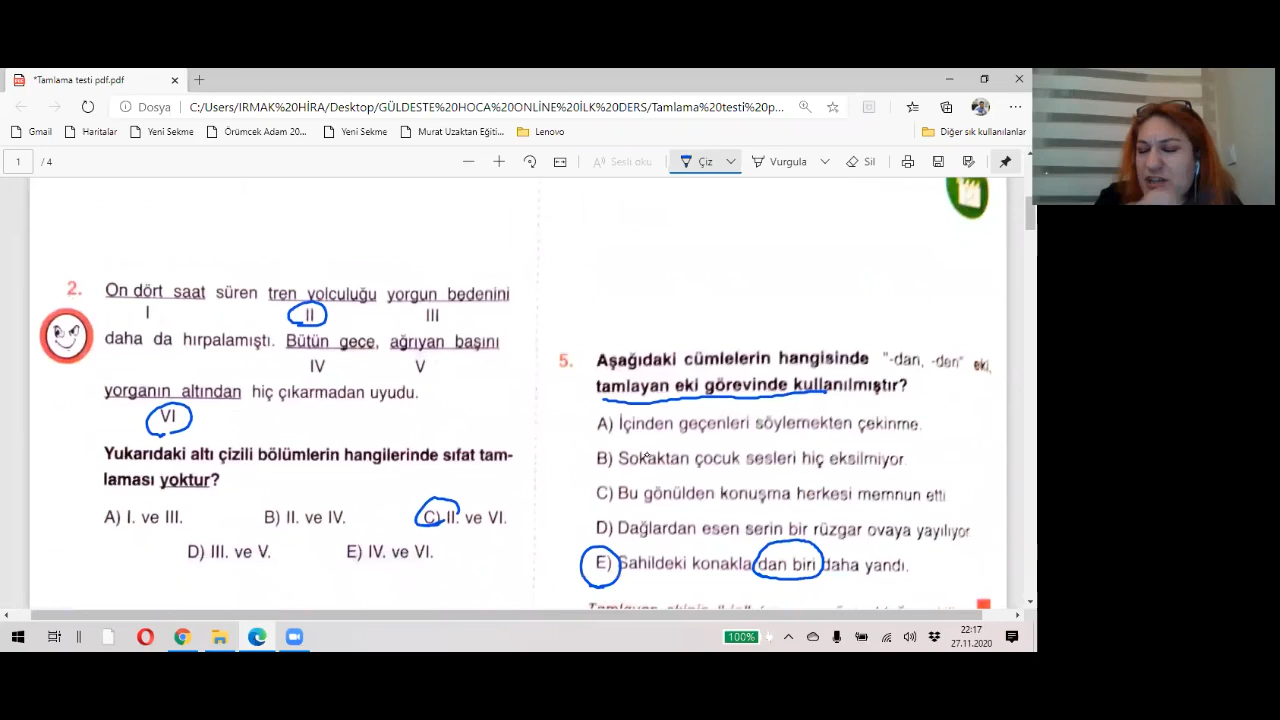 *Tamlama testi pdf.pdf
Dosya C:/Users/IRMAK%20HİRA/Desktop/GÜLDESTE%20HOCA%20ONLİNE%20İLK%20DERS/Tamlama%20testi%20p...
Gmail Haritalar Yeni Sekme Örümcek Adam 20... Yeni Sekme Murat Uzaktan Eğiti... Lenovo Diğer sık kullanılanlar
1 / 4 Sesli oku Çiz Vurgula Sil
2. On dört saat süren tren yolculuğu yorgun bedenini
I II III
daha da hırpalamıştı. Bütün gece, ağrıyan başını
IV V
yorganın altından hiç çıkarmadan uyudu.
VI
Yukarıdaki altı çizili bölümlerin hangilerinde sıfat tam-
laması yoktur?
A) I. ve III. B) II. ve IV. C) II. ve VI.
D) III. ve V. E) IV. ve VI.
5. Aşağıdaki cümlelerin hangisinde "-dan, -den" eki,
tamlayan eki görevinde kullanılmıştır?
A) İçinden geçenleri söylemekten çekinme.
B) Sokaktan çocuk sesleri hiç eksilmiyor.
C) Bu gönülden konuşma herkesi memnun etti
D) Dağlardan esen serin bir rüzgar ovaya yayılıyor
E) Sahildeki konakladan biri daha yandı.
100%
22:17
27.11.2020